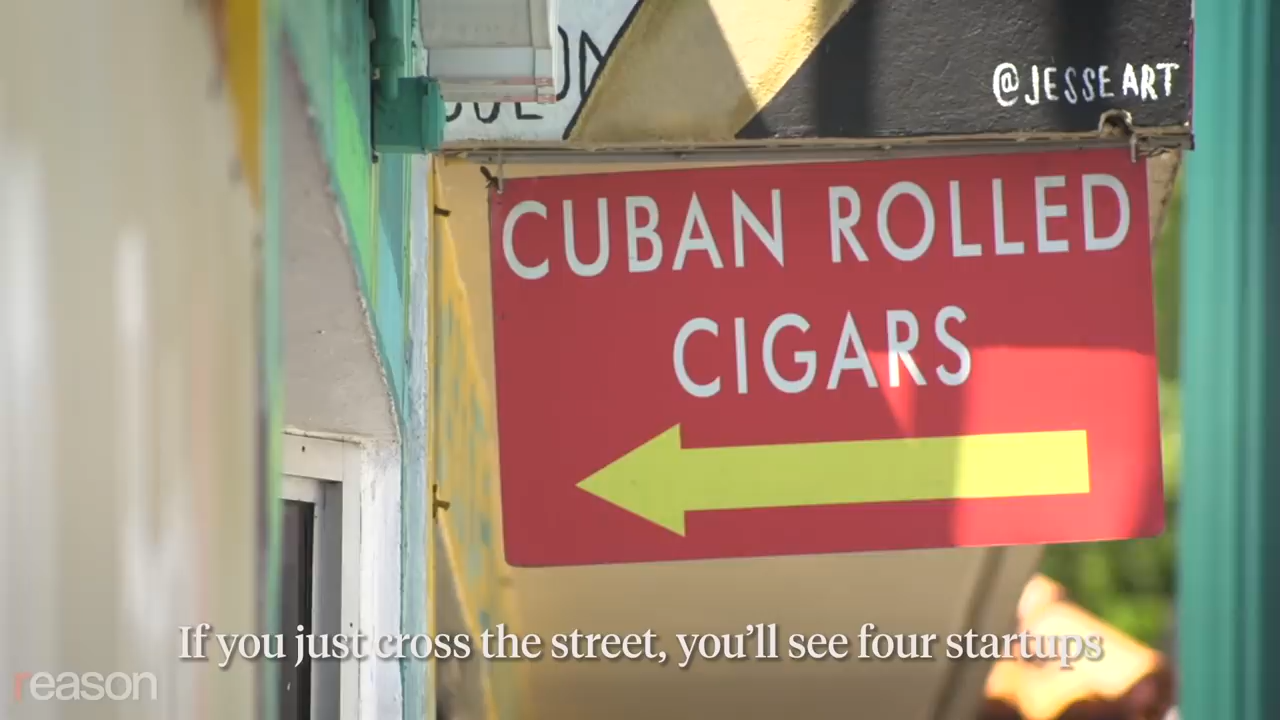 @JESSE ART
CUBAN ROLLED
CIGARS
If you just cross the street, you’ll see four startups
reason